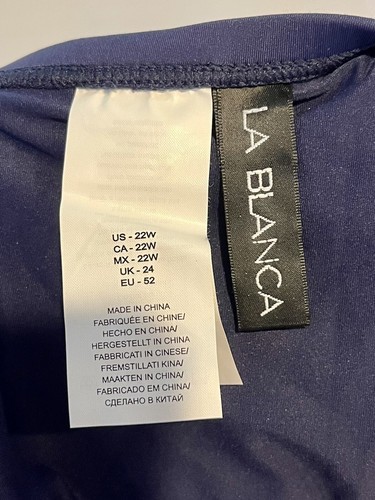 US - 22W
CA - 22W
MX - 22W
UK - 24
EU - 52
MADE IN CHINA
FABRIQUÉE EN CHINE/
HECHO EN CHINA/
HERGESTELLT IN CHINA
FABBRICATI IN CINESE/
FREMSTILLATI KINA/
MAAKTEN IN CHINA/
FABRICADO EM CHINA/
СДЕЛАНО В КИТАЙ
LA BLANCA